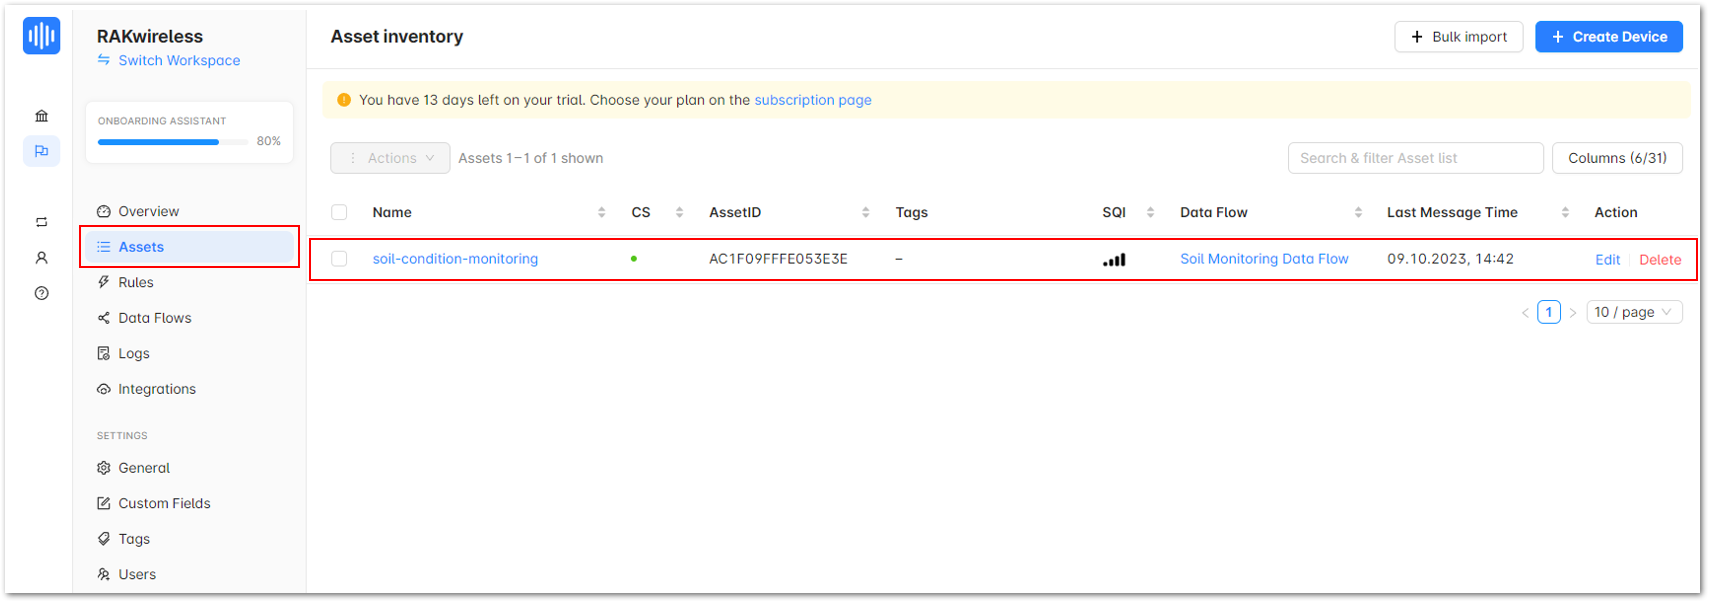 RAKwireless
Switch Workspace
ONBOARDING ASSISTANT
80%
Overview
Assets
Rules
Data Flows
Logs
Integrations
SETTINGS
General
Custom Fields
Tags
Users
Asset inventory
+ Bulk import
+ Create Device
You have 13 days left on your trial. Choose your plan on the subscription page
Actions
Assets 1–1 of 1 shown
Search & filter Asset list
Columns (6/31)
Name CS AssetID Tags SQI Data Flow Last Message Time Action
soil-condition-monitoring AC1F09FFFE053E3E – Soil Monitoring Data Flow 09.10.2023, 14:42 Edit Delete
< 1 > 10 / page